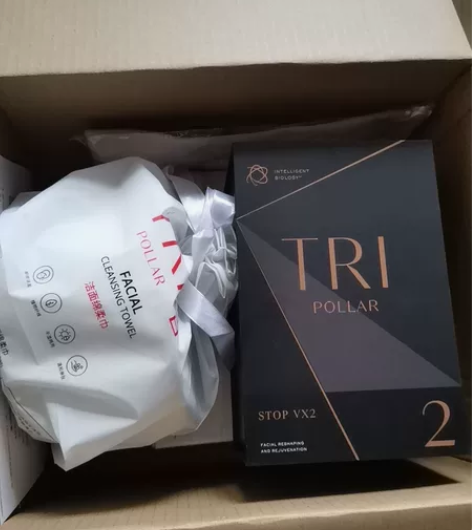 POLLAR
FACIAL
CLEANSING TOWEL
洁面绵柔巾
INTELLIGENT
BIOLOGY
TRI
POLLAR
STOP VX2
2
FACIAL RESHAPING
AND REJUVENATION